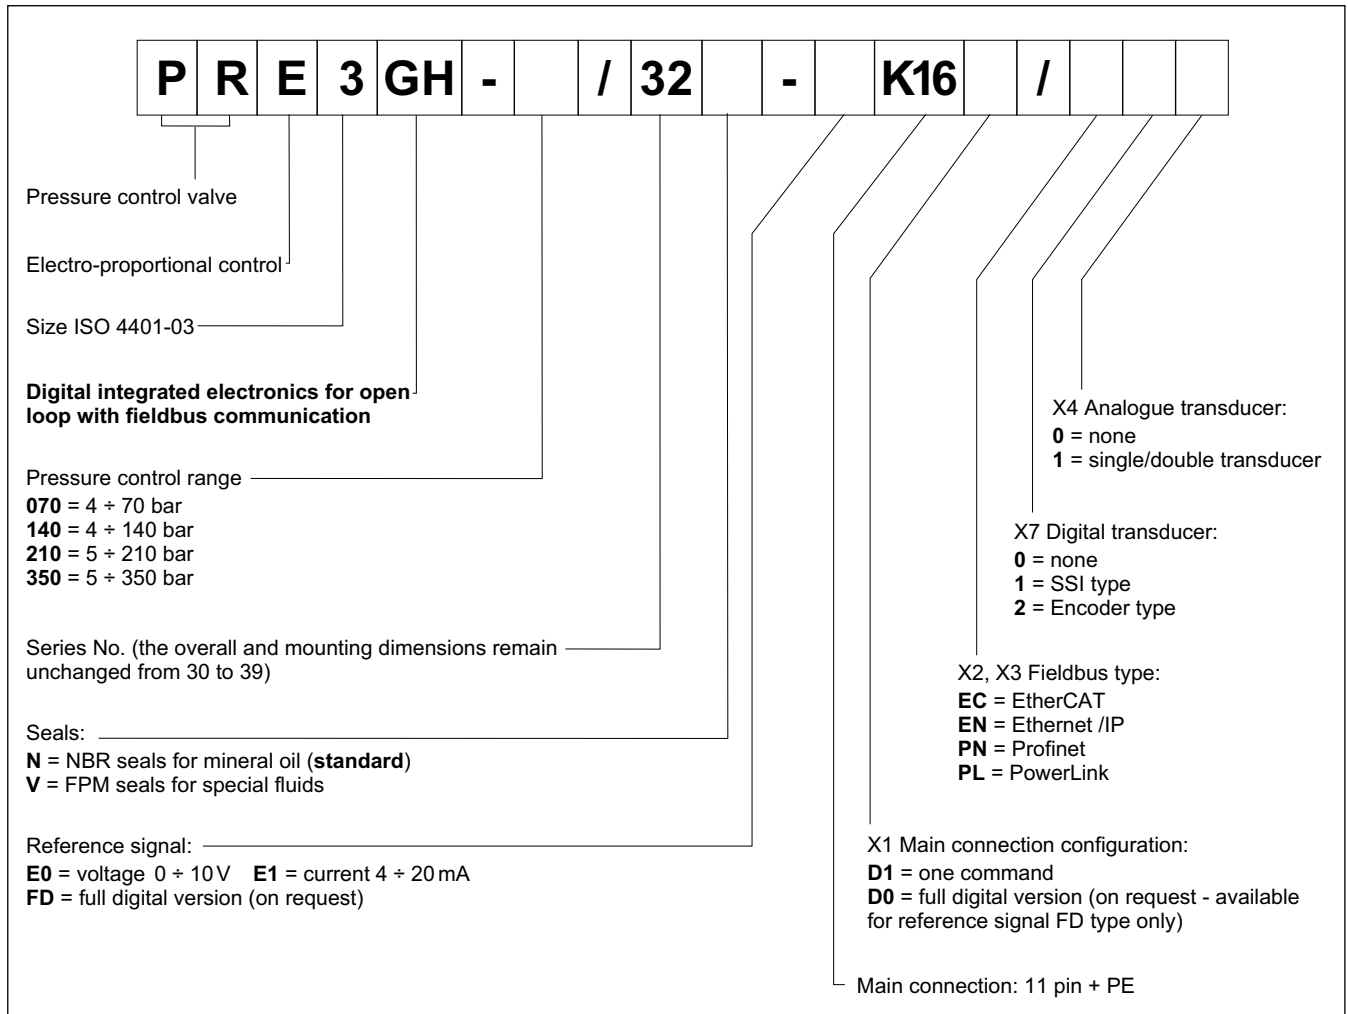 P R E 3 GH - / 32 - K16 /
Pressure control valve
Electro-proportional control
Size ISO 4401-03
Digital integrated electronics for open
loop with fieldbus communication
Pressure control range
070 = 4 ÷ 70 bar
140 = 4 ÷ 140 bar
210 = 5 ÷ 210 bar
350 = 5 ÷ 350 bar
Series No. (the overall and mounting dimensions remain
unchanged from 30 to 39)
Seals:
N = NBR seals for mineral oil (standard)
V = FPM seals for special fluids
Reference signal:
E0 = voltage 0 ÷ 10 V E1 = current 4 ÷ 20 mA
FD = full digital version (on request)
X4 Analogue transducer:
0 = none
1 = single/double transducer
X7 Digital transducer:
0 = none
1 = SSI type
2 = Encoder type
X2, X3 Fieldbus type:
EC = EtherCAT
EN = Ethernet /IP
PN = Profinet
PL = PowerLink
X1 Main connection configuration:
D1 = one command
D0 = full digital version (on request - available
for reference signal FD type only)
Main connection: 11 pin + PE